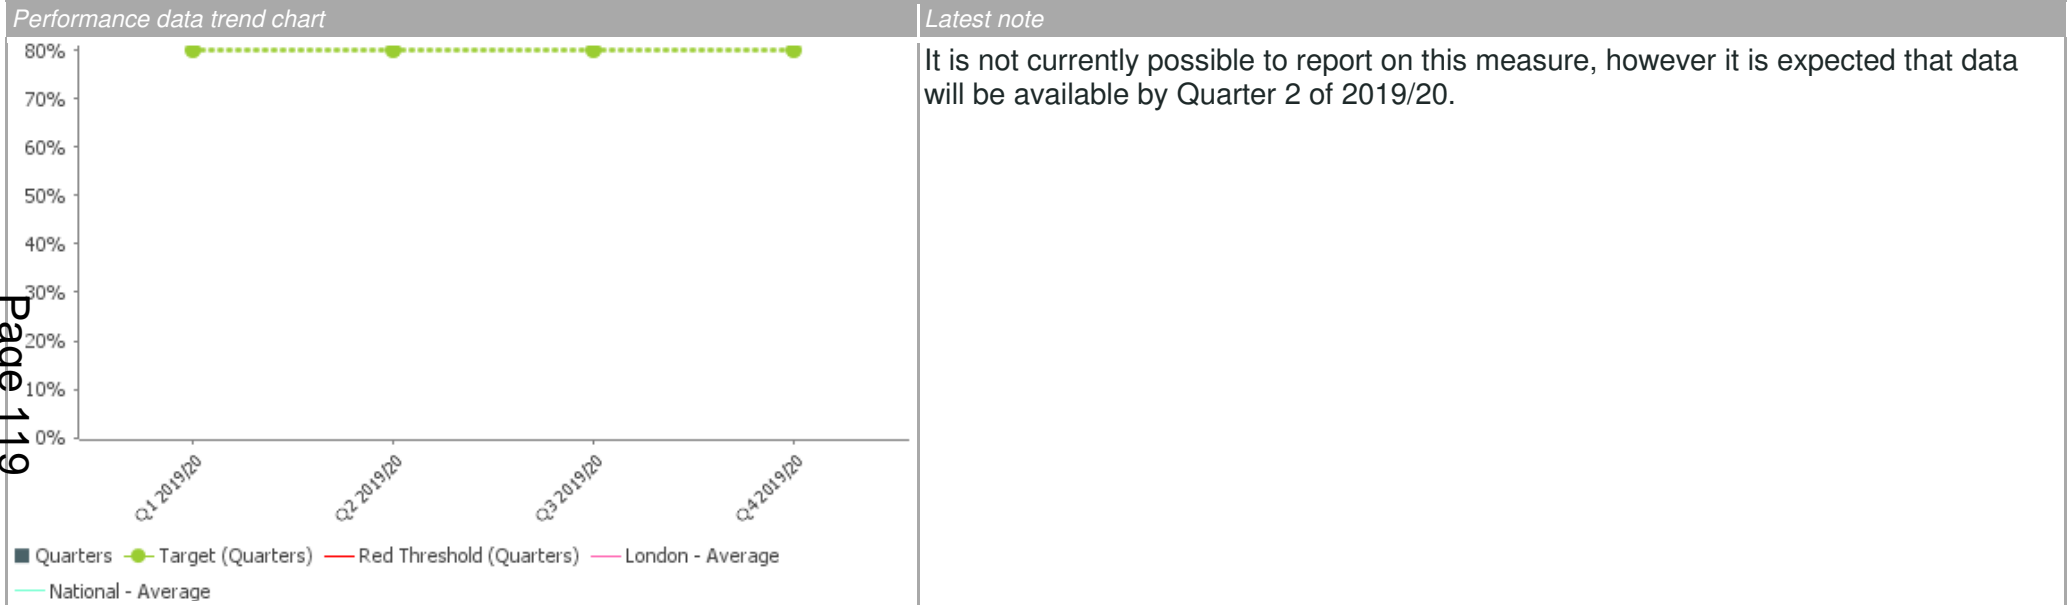 Performance data trend chart
Latest note
80%
70%
60%
50%
40%
30%
20%
10%
0%
Q1 2019/20
Q2 2019/20
Q3 2019/20
Q4 2019/20
Quarters
Target (Quarters)
Red Threshold (Quarters)
London - Average
National - Average
It is not currently possible to report on this measure, however it is expected that data
will be available by Quarter 2 of 2019/20.
Page 119